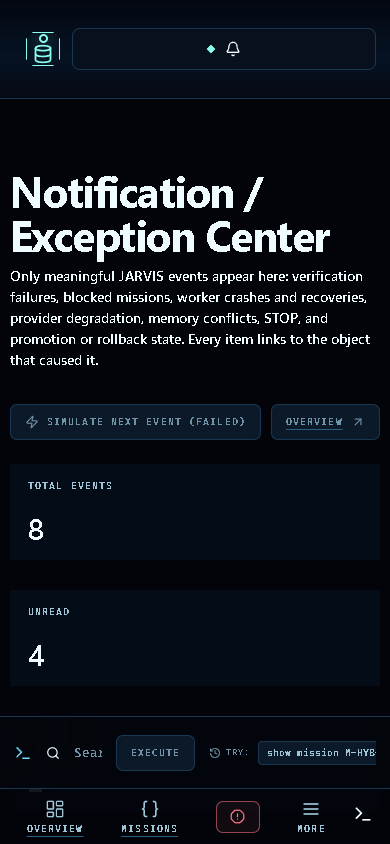 Notification /
Exception Center
Only meaningful JARVIS events appear here: verification
failures, blocked missions, worker crashes and recoveries,
provider degradation, memory conflicts, STOP, and
promotion or rollback state. Every item links to the object
that caused it.
SIMULATE NEXT EVENT (FAILED)
OVERVIEW
TOTAL EVENTS
8
UNREAD
4
Sear
EXECUTE
TRY:
show mission M-HYB
OVERVIEW
MISSIONS
MORE